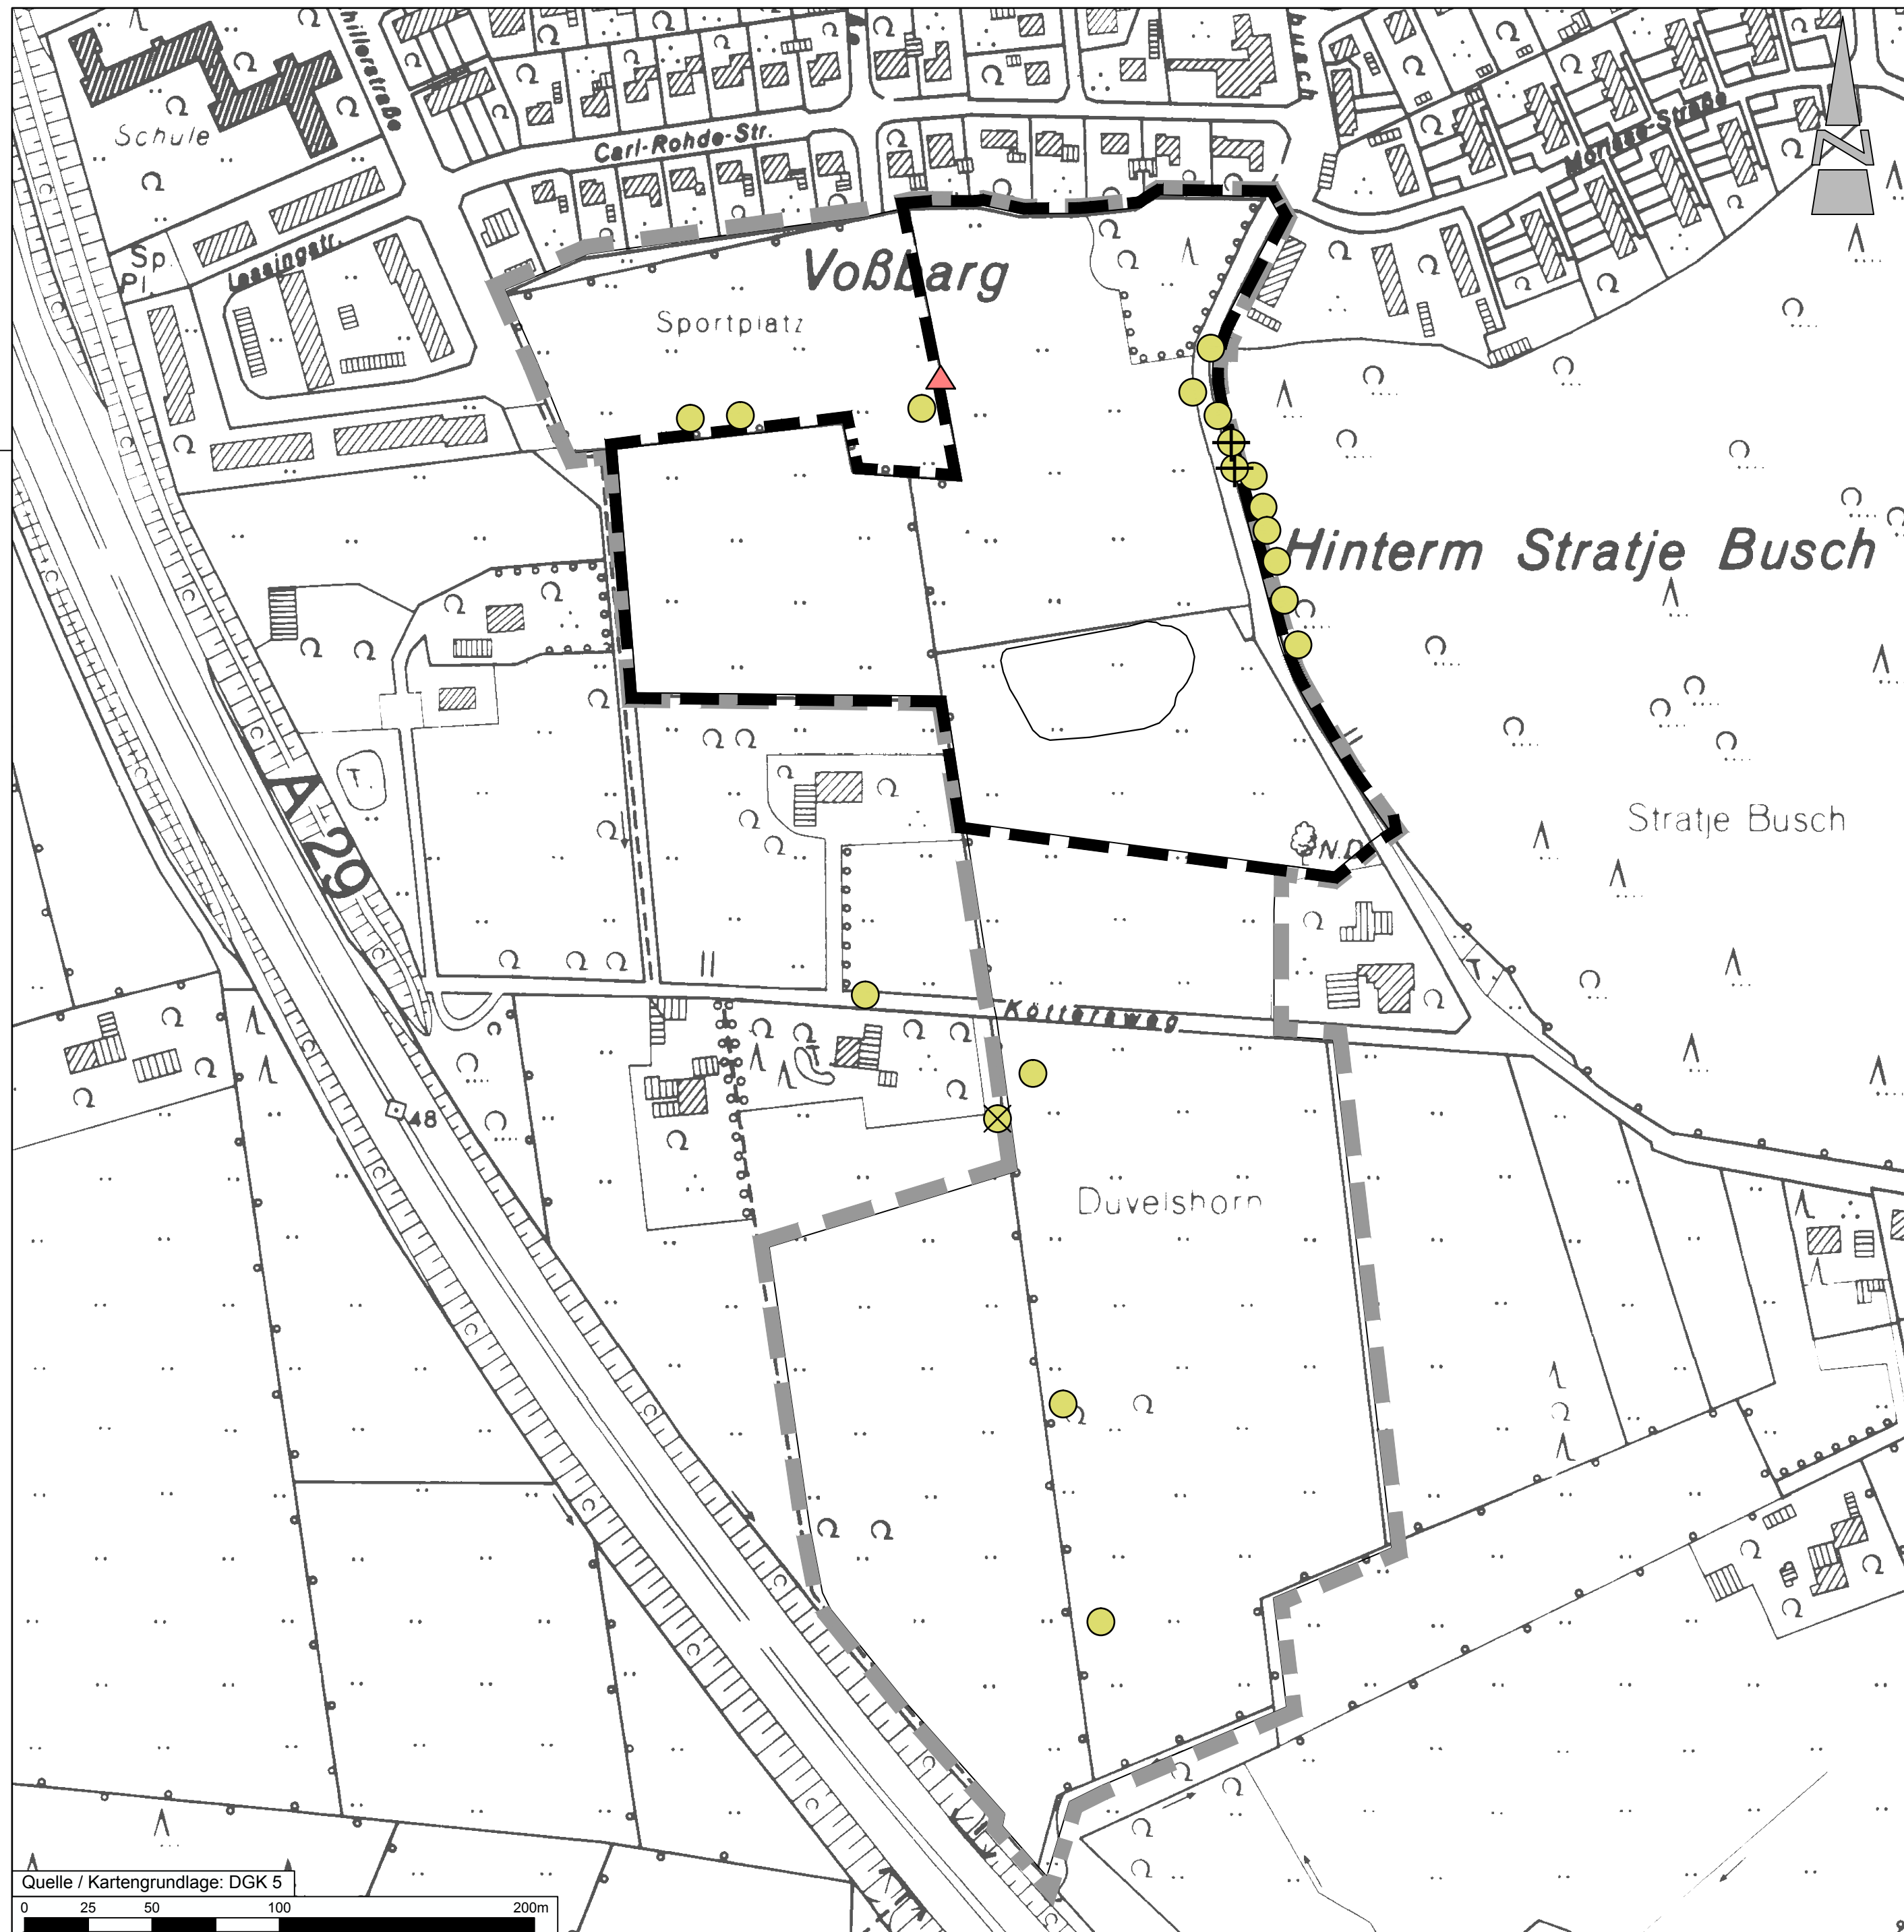 Schule
Carl-Rohde-Str.
Sp.
Pl.
Lessingstr.
Voßbarg
Sportplatz
N
Hinterm Stratje Busch
Stratje Busch
A 29
T.
N.D.
T.
T.
48
Duvelshorn
Quelle / Kartengrundlage: DGK 5
0 25 50 100 200m